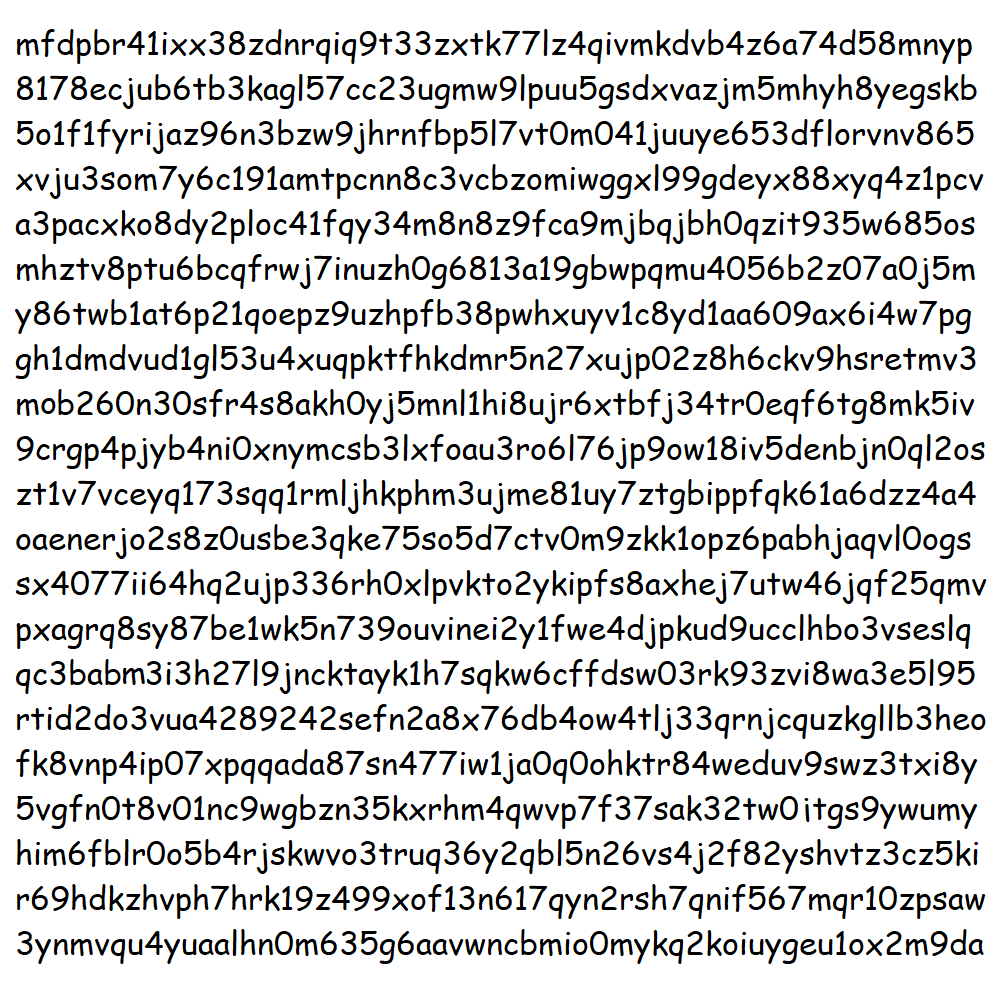 mfdpbr41ixx38zdnrqiq9t33zxtk77lz4qivmkdvb4z6a74d58mnyp
8178ecjub6tb3kagl57cc23ugmw9lpuu5gsdxvazjm5mhyh8yegskb
5o1f1fyrijaz96n3bzw9jhrnfbp5l7vt0m041juuye653dflorvnv865
xvju3som7y6c191amtpcnn8c3vcbzomiwggxl99gdeyx88xyq4z1pcv
a3pacxko8dy2ploc41fqy34m8n8z9fca9mjbqjbh0qzit935w685os
mhztv8ptu6bcqfrwj7inuzh0g6813a19gbwpqmu4056b2z07a0j5m
y86twb1at6p21qoepz9uzhpfb38pwhxuyv1c8yd1aa609ax6i4w7pg
gh1dmdvud1gl53u4xuqpktfhkdmr5n27xujp02z8h6ckv9hsretmv3
mob260n30sfr4s8akh0yj5mnl1hi8ujr6xtbfj34tr0eqf6tg8mk5iv
9crgp4pjyb4ni0xnymcsb3lxfoau3ro6l76jp9ow18iv5denbjn0ql2os
zt1v7vceyq173sqq1rmljhkphm3ujme81uy7ztgbippfqk61a6dzz4a4
oaenerjo2s8z0usbe3qke75so5d7ctv0m9zkk1opz6pabhjaqvl0ogs
sx4077ii64hq2ujp336rh0xlpvkto2ykipfs8axhej7utw46jqf25qmv
pxagrq8sy87be1wk5n739ouvinei2y1fwe4djpkud9ucclhbo3vseslq
qc3babm3i3h27l9jncktayk1h7sqkw6cffdsw03rk93zvi8wa3e5l95
rtid2do3vua4289242sefn2a8x76db4ow4tlj33qrnjcquzkgllb3heo
fk8vnp4ip07xpqqada87sn477iw1ja0q0ohktr84weduv9swz3txi8y
5vgfn0t8v01nc9wgbzn35kxrhm4qwvp7f37sak32tw0itgs9ywumy
him6fblr0o5b4rjskwvo3truq36y2qbl5n26vs4j2f82yshvtz3cz5ki
r69hdkzhvph7hrk19z499xof13n617qyn2rsh7qnif567mqr10zpsaw
3ynmvqu4yuaalhn0m635g6aavwncbmio0mykq2koiuygeu1ox2m9da